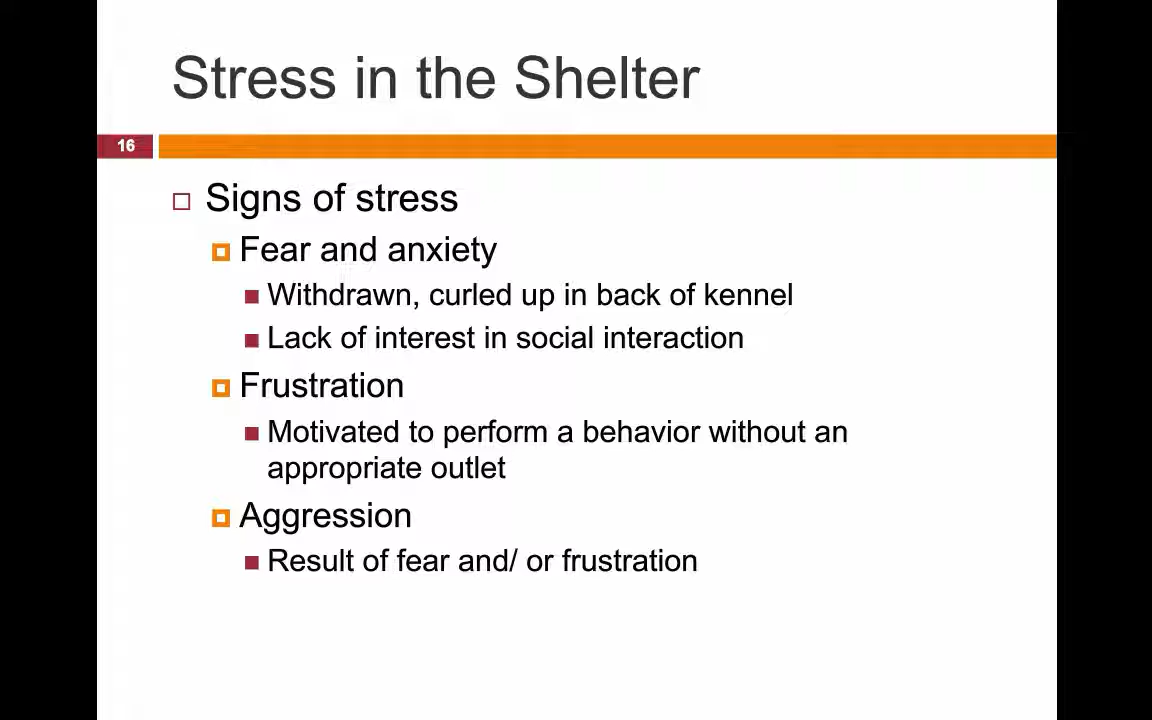 Stress in the Shelter
16
Signs of stress
Fear and anxiety
Withdrawn, curled up in back of kennel
Lack of interest in social interaction
Frustration
Motivated to perform a behavior without an
appropriate outlet
Aggression
Result of fear and/ or frustration